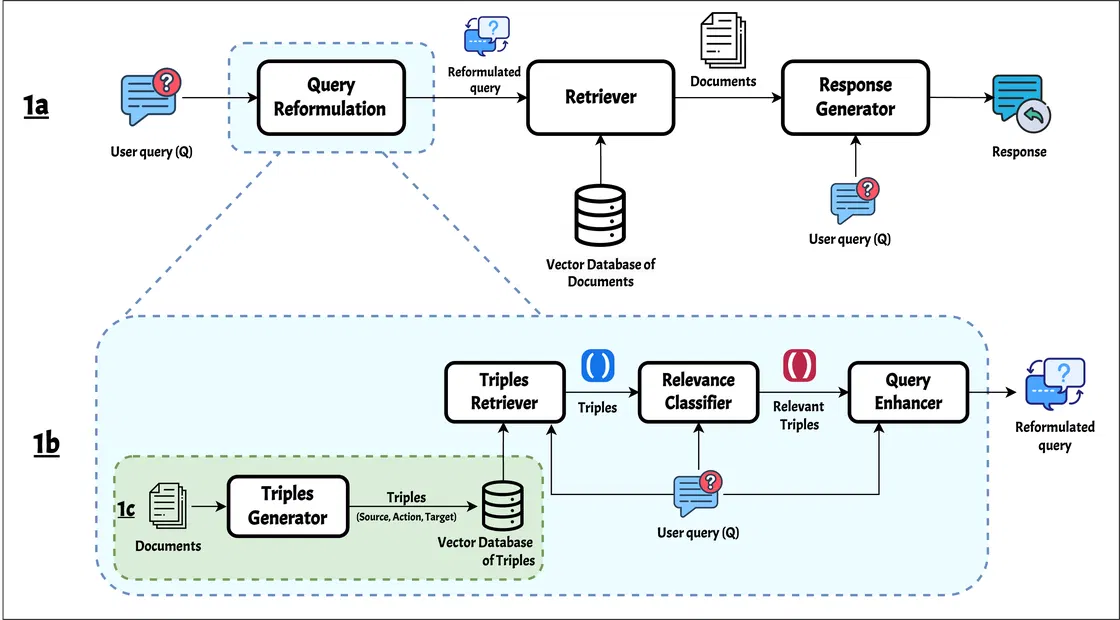 1a
User query (Q)
Query
Reformulation
Reformulated
query
Retriever
Vector Database of
Documents
Documents
Response
Generator
User query (Q)
Response
1b
Triples
Retriever
Triples
Relevance
Classifier
Relevant
Triples
Query
Enhancer
Reformulated
query
User query (Q)
1c
Documents
Triples
Generator
Triples
(Source, Action, Target)
Vector Database
of Triples